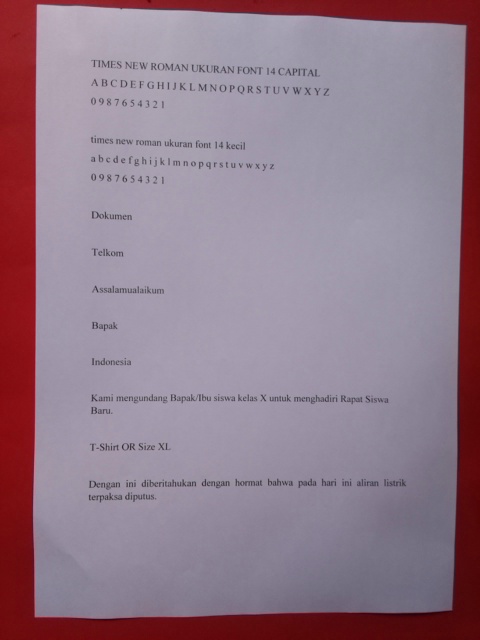 TIMES NEW ROMAN UKURAN FONT 14 CAPITAL
A B C D E F G H I J K L M N O P Q R S T U V W X Y Z
0 9 8 7 6 5 4 3 2 1
times new roman ukuran font 14 kecil
a b c d e f g h i j k l m n o p q r s t u v w x y z
0 9 8 7 6 5 4 3 2 1
Dokumen
Telkom
Assalamualaikum
Bapak
Indonesia
Kami mengundang Bapak/Ibu siswa kelas X untuk menghadiri Rapat Siswa
Baru.
T-Shirt OR Size XL
Dengan ini diberitahukan dengan hormat bahwa pada hari ini aliran listrik
terpaksa diputus.